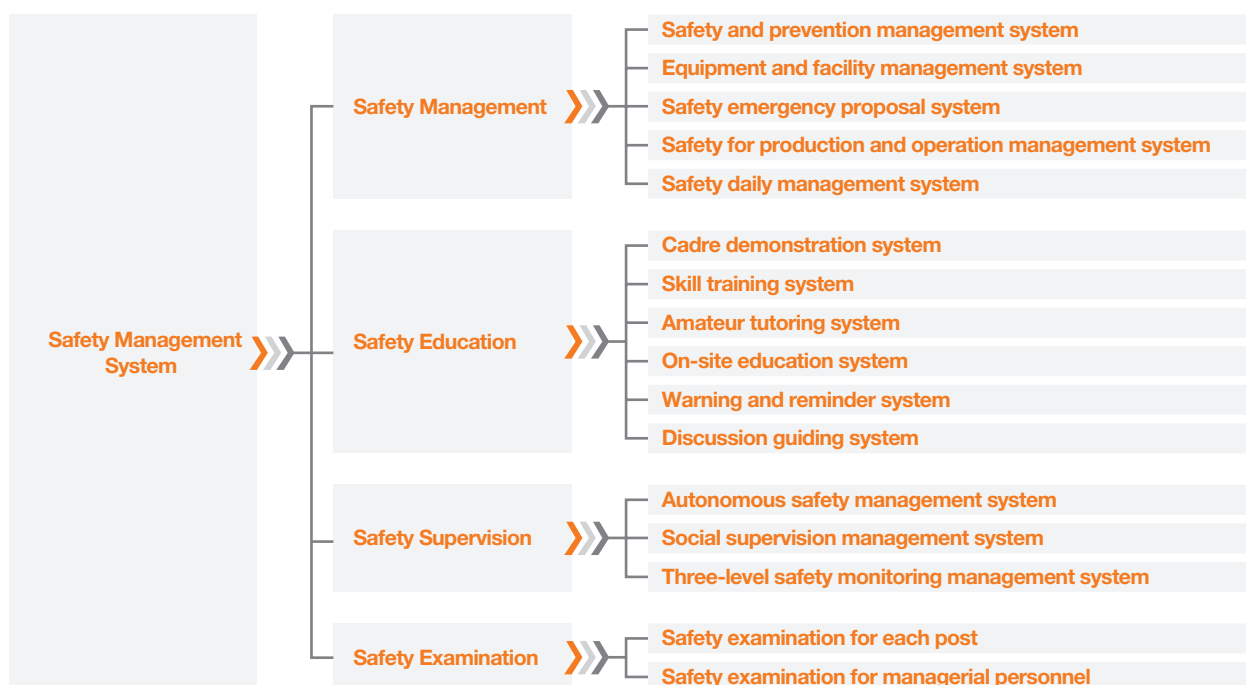 Safety Management
System
Safety Management
Safety and prevention management system
Equipment and facility management system
Safety emergency proposal system
Safety for production and operation management system
Safety daily management system
Safety Education
Cadre demonstration system
Skill training system
Amateur tutoring system
On-site education system
Warning and reminder system
Discussion guiding system
Safety Supervision
Autonomous safety management system
Social supervision management system
Three-level safety monitoring management system
Safety Examination
Safety examination for each post
Safety examination for managerial personnel